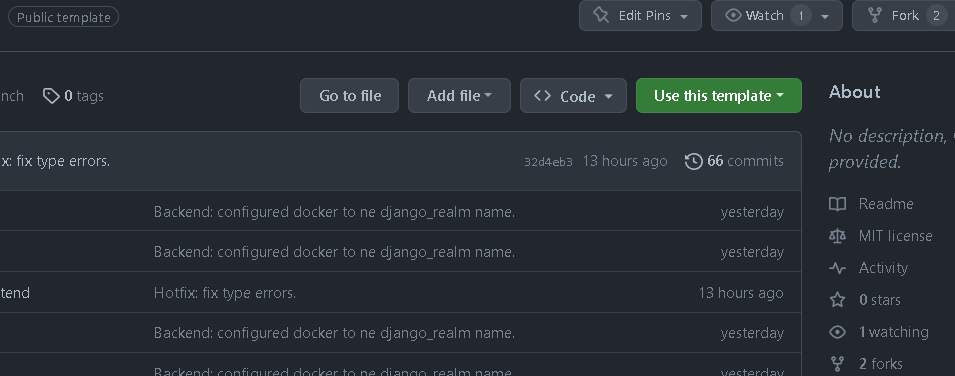 Public template
Edit Pins
Watch 1
Fork 2
nch
0 tags
Go to file
Add file
Code
Use this template
About
x: fix type errors.
32d4eb3 13 hours ago
66 commits
No description,
provided.
Backend: configured docker to ne django_realm name.
yesterday
Readme
Backend: configured docker to ne django_realm name.
yesterday
MIT license
Activity
tend
Hotfix: fix type errors.
13 hours ago
0 stars
Backend: configured docker to ne django_realm name.
yesterday
1 watching
2 forks
Backend: configured docker to ne django_realm name.
yesterday